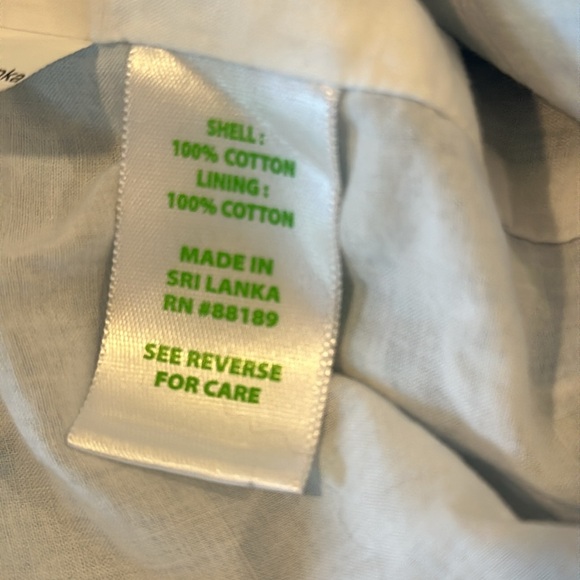 SHELL :
100% COTTON
LINING :
100% COTTON
MADE IN
SRI LANKA
RN #88189
SEE REVERSE
FOR CARE